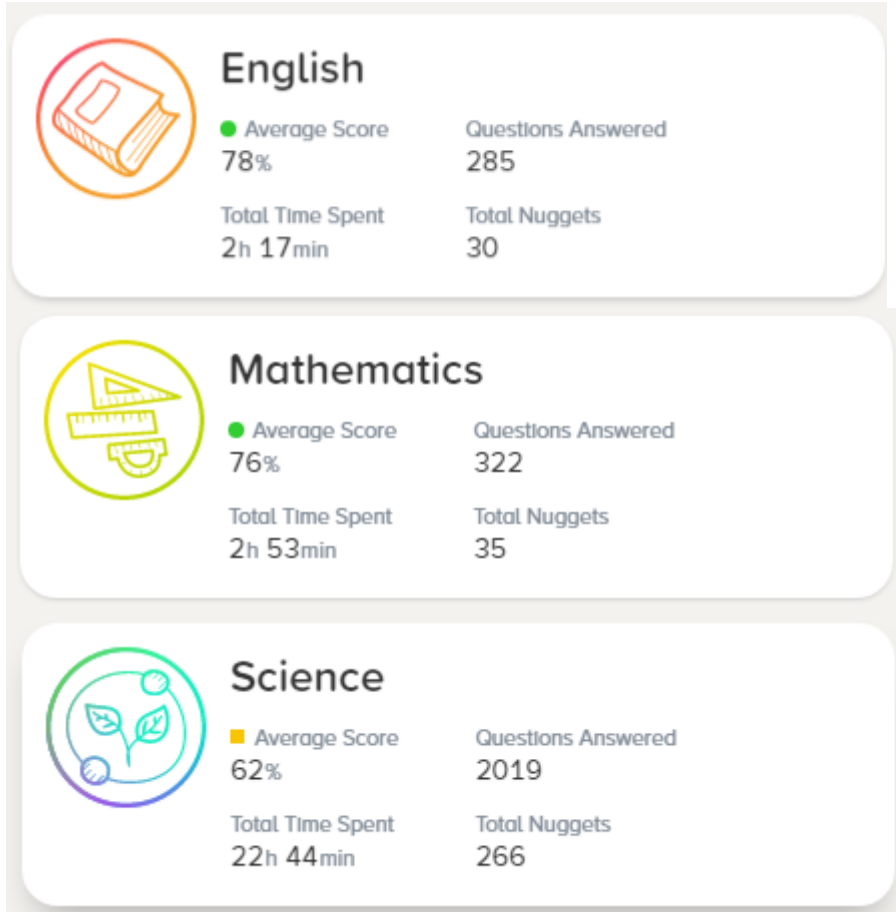 English
Average Score Questions Answered
78% 285
Total Time Spent Total Nuggets
2h 17min 30
Mathematics
Average Score Questions Answered
76% 322
Total Time Spent Total Nuggets
2h 53min 35
Science
Average Score Questions Answered
62% 2019
Total Time Spent Total Nuggets
22h 44min 266